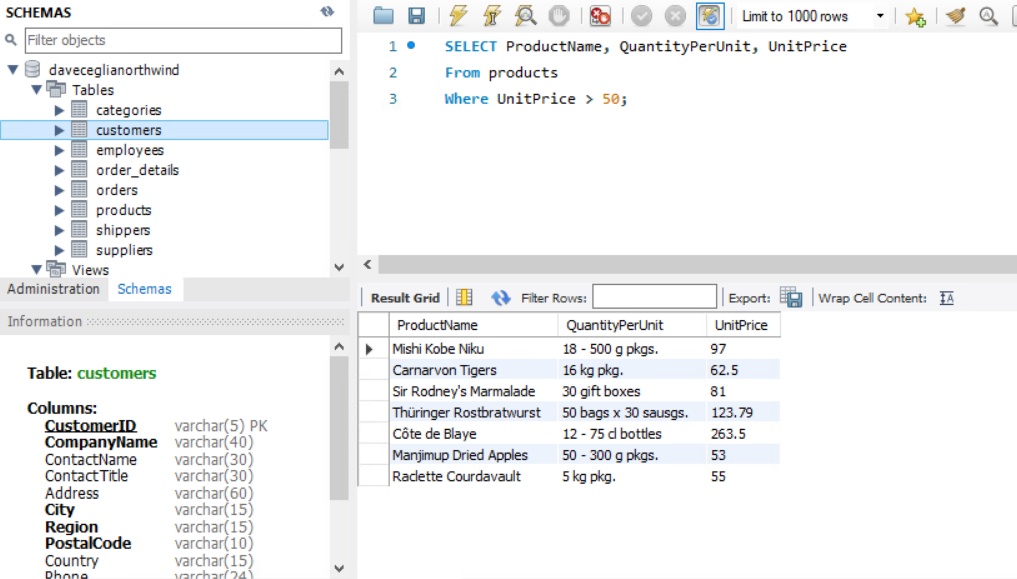 SCHEMAS
Filter objects
daveceglianorthwind
Tables
categories
customers
employees
order_details
orders
products
shippers
suppliers
Views
Administration Schemas
Information
Table: customers
Columns:
CustomerID varchar(5) PK
CompanyName varchar(40)
ContactName varchar(30)
ContactTitle varchar(30)
Address varchar(60)
City varchar(15)
Region varchar(15)
PostalCode varchar(10)
Country varchar(15)
Phone varchar(24)
Limit to 1000 rows
1 SELECT ProductName, QuantityPerUnit, UnitPrice
2 From products
3 Where UnitPrice > 50;
Result Grid Filter Rows: Export: Wrap Cell Content: IA
ProductName QuantityPerUnit UnitPrice
Mishi Kobe Niku 18 - 500 g pkgs. 97
Carnarvon Tigers 16 kg pkg. 62.5
Sir Rodney's Marmalade 30 gift boxes 81
Thüringer Rostbratwurst 50 bags x 30 sausgs. 123.79
Côte de Blaye 12 - 75 cl bottles 263.5
Manjimup Dried Apples 50 - 300 g pkgs. 53
Raclette Courdavault 5 kg pkg. 55